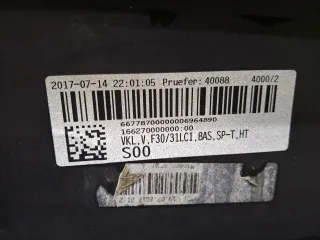 2017-07-14 22:01:05 Pruefer:40088 4000/2
66778700000006964890
166270000000:00
VKL,V,F30/31LCI,BAS,SP-T,HT
S00